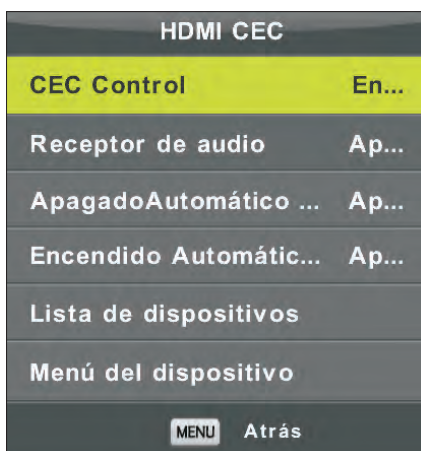 HDMI CEC
CEC Control En...
Receptor de audio Ap...
ApagadoAutomático ... Ap...
Encendido Automátic... Ap...
Lista de dispositivos
Menú del dispositivo
MENU Atrás